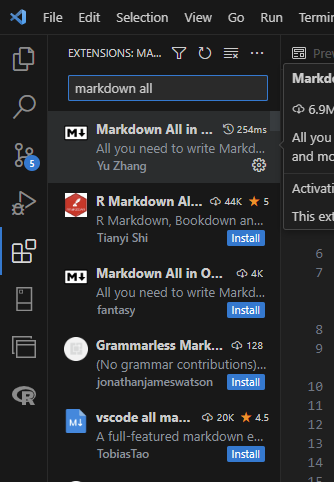 File Edit Selection View Go Run Termin
EXTENSIONS: MA...
Prev
markdown all
Markdo
Markdown All in ... 254ms
6.9M
All you need to write Markd...
Yu Zhang
All you
and mo
R Markdown Al... 44K ★ 5
R Markdown, Bookdown an...
Tianyi Shi Install
Activati
This ext
Markdown All in O... 4K
All you need to write Markd...
fantasy Install
Grammarless Mark... 128
(No grammar contributions)...
jonathanjameswatson Install
vscode all ma... 20K ★ 4.5
A full-featured markdown e...
TobiasTao Install
5
M↓
M↓
M↓
R
6
7
8
9
10
11
12
13
14
15